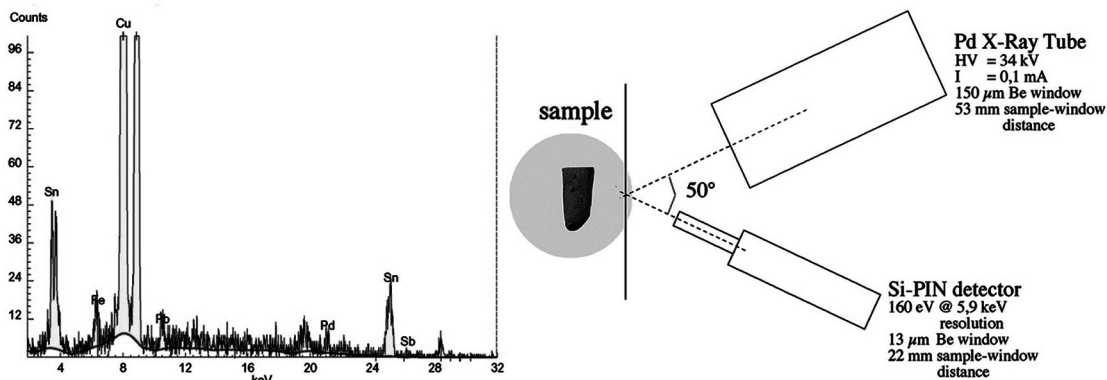 Counts
Cu
96
84
72
60
Sn
48
36
24
Fe
Pb
Sn
Pd
Sb
12
4
8
12
16
20
24
28
32
keV
sample
50°
Pd X-Ray Tube
HV = 34 kV
I = 0,1 mA
150 µm Be window
53 mm sample-window
distance
Si-PIN detector
160 eV @ 5,9 keV
resolution
13 µm Be window
22 mm sample-window
distance